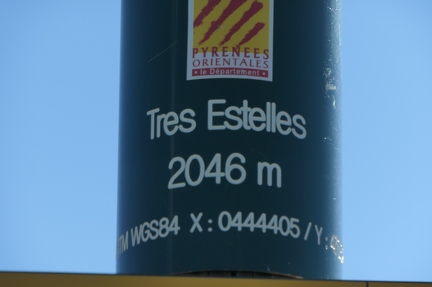 PYRENEES
ORIENTALES
• le Département •
Tres Estelles
2046 m
TM WGS84 X : 0444405 / Y :